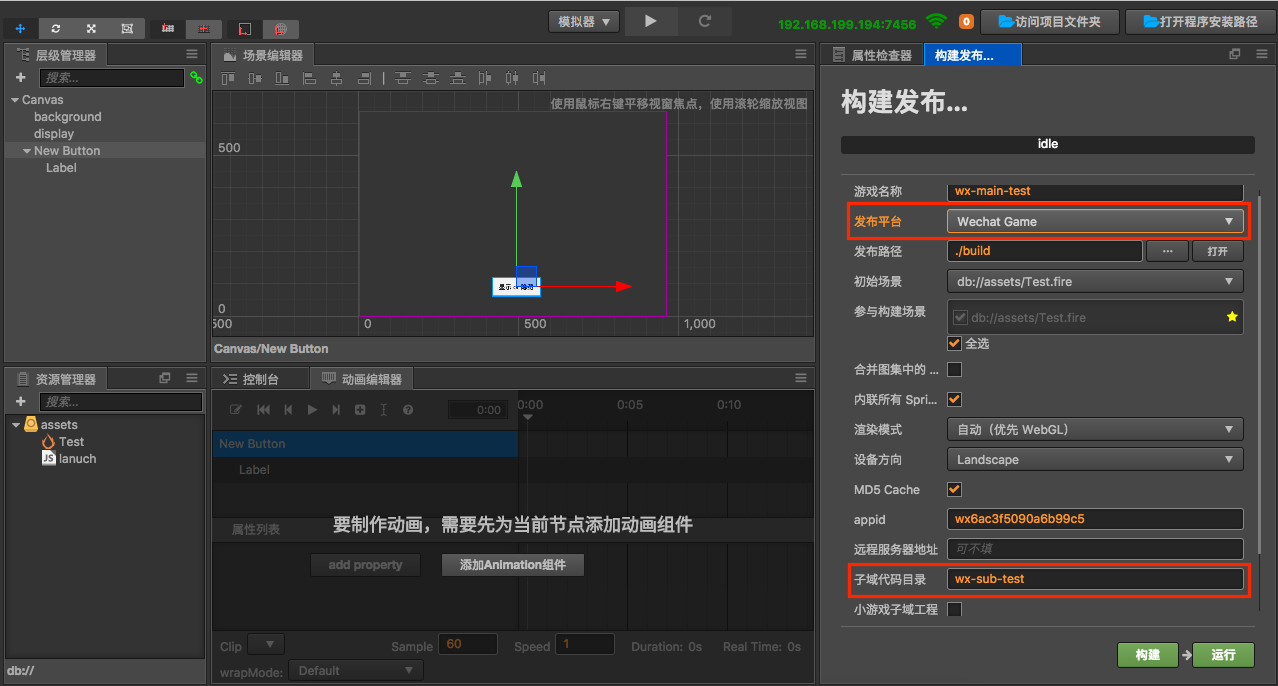 模拟器
192.168.199.194:7456
0
访问项目文件夹
打开程序安装路径
层级管理器
搜索...
Canvas
background
display
New Button
Label
场景编辑器
使用鼠标右键平移视窗焦点，使用滚轮缩放视图
500
0
500
0
500
1,000
Canvas/New Button
资源管理器
搜索...
assets
Test
JS lanuch
db://
控制台
动画编辑器
0:00
0:00
0:05
0:10
New Button
Label
属性列表
要制作动画，需要先为当前节点添加动画组件
add property
添加Animation组件
Clip
Sample
60
Speed
1
Duration: 0s
Real Time: 0s
wrapMode:
Default
属性检查器
构建发布...
构建发布...
idle
游戏名称
wx-main-test
发布平台
Wechat Game
发布路径
./build
...
打开
初始场景
db://assets/Test.fire
参与构建场景
db://assets/Test.fire
全选
合并图集中的 ...
内联所有 Spri...
渲染模式
自动（优先 WebGL）
设备方向
Landscape
MD5 Cache
appid
wx6ac3f5090a6b99c5
远程服务器地址
可不填
子域代码目录
wx-sub-test
小游戏子域工程
构建
运行